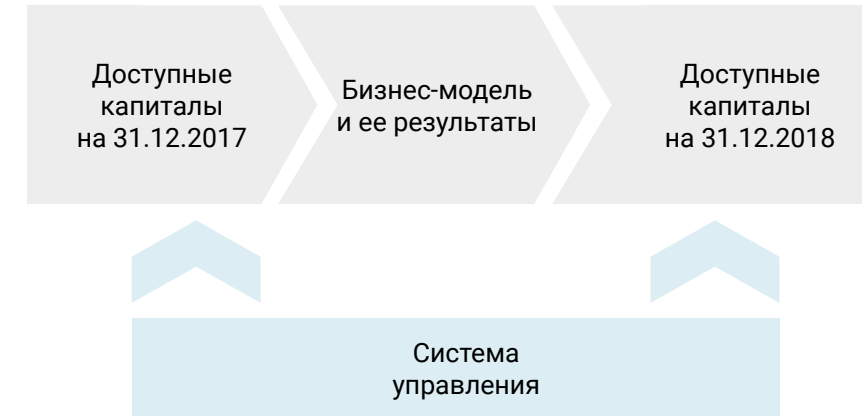 Доступные
капиталы
на 31.12.2017
Бизнес-модель
и ее результаты
Доступные
капиталы
на 31.12.2018
Система
управления